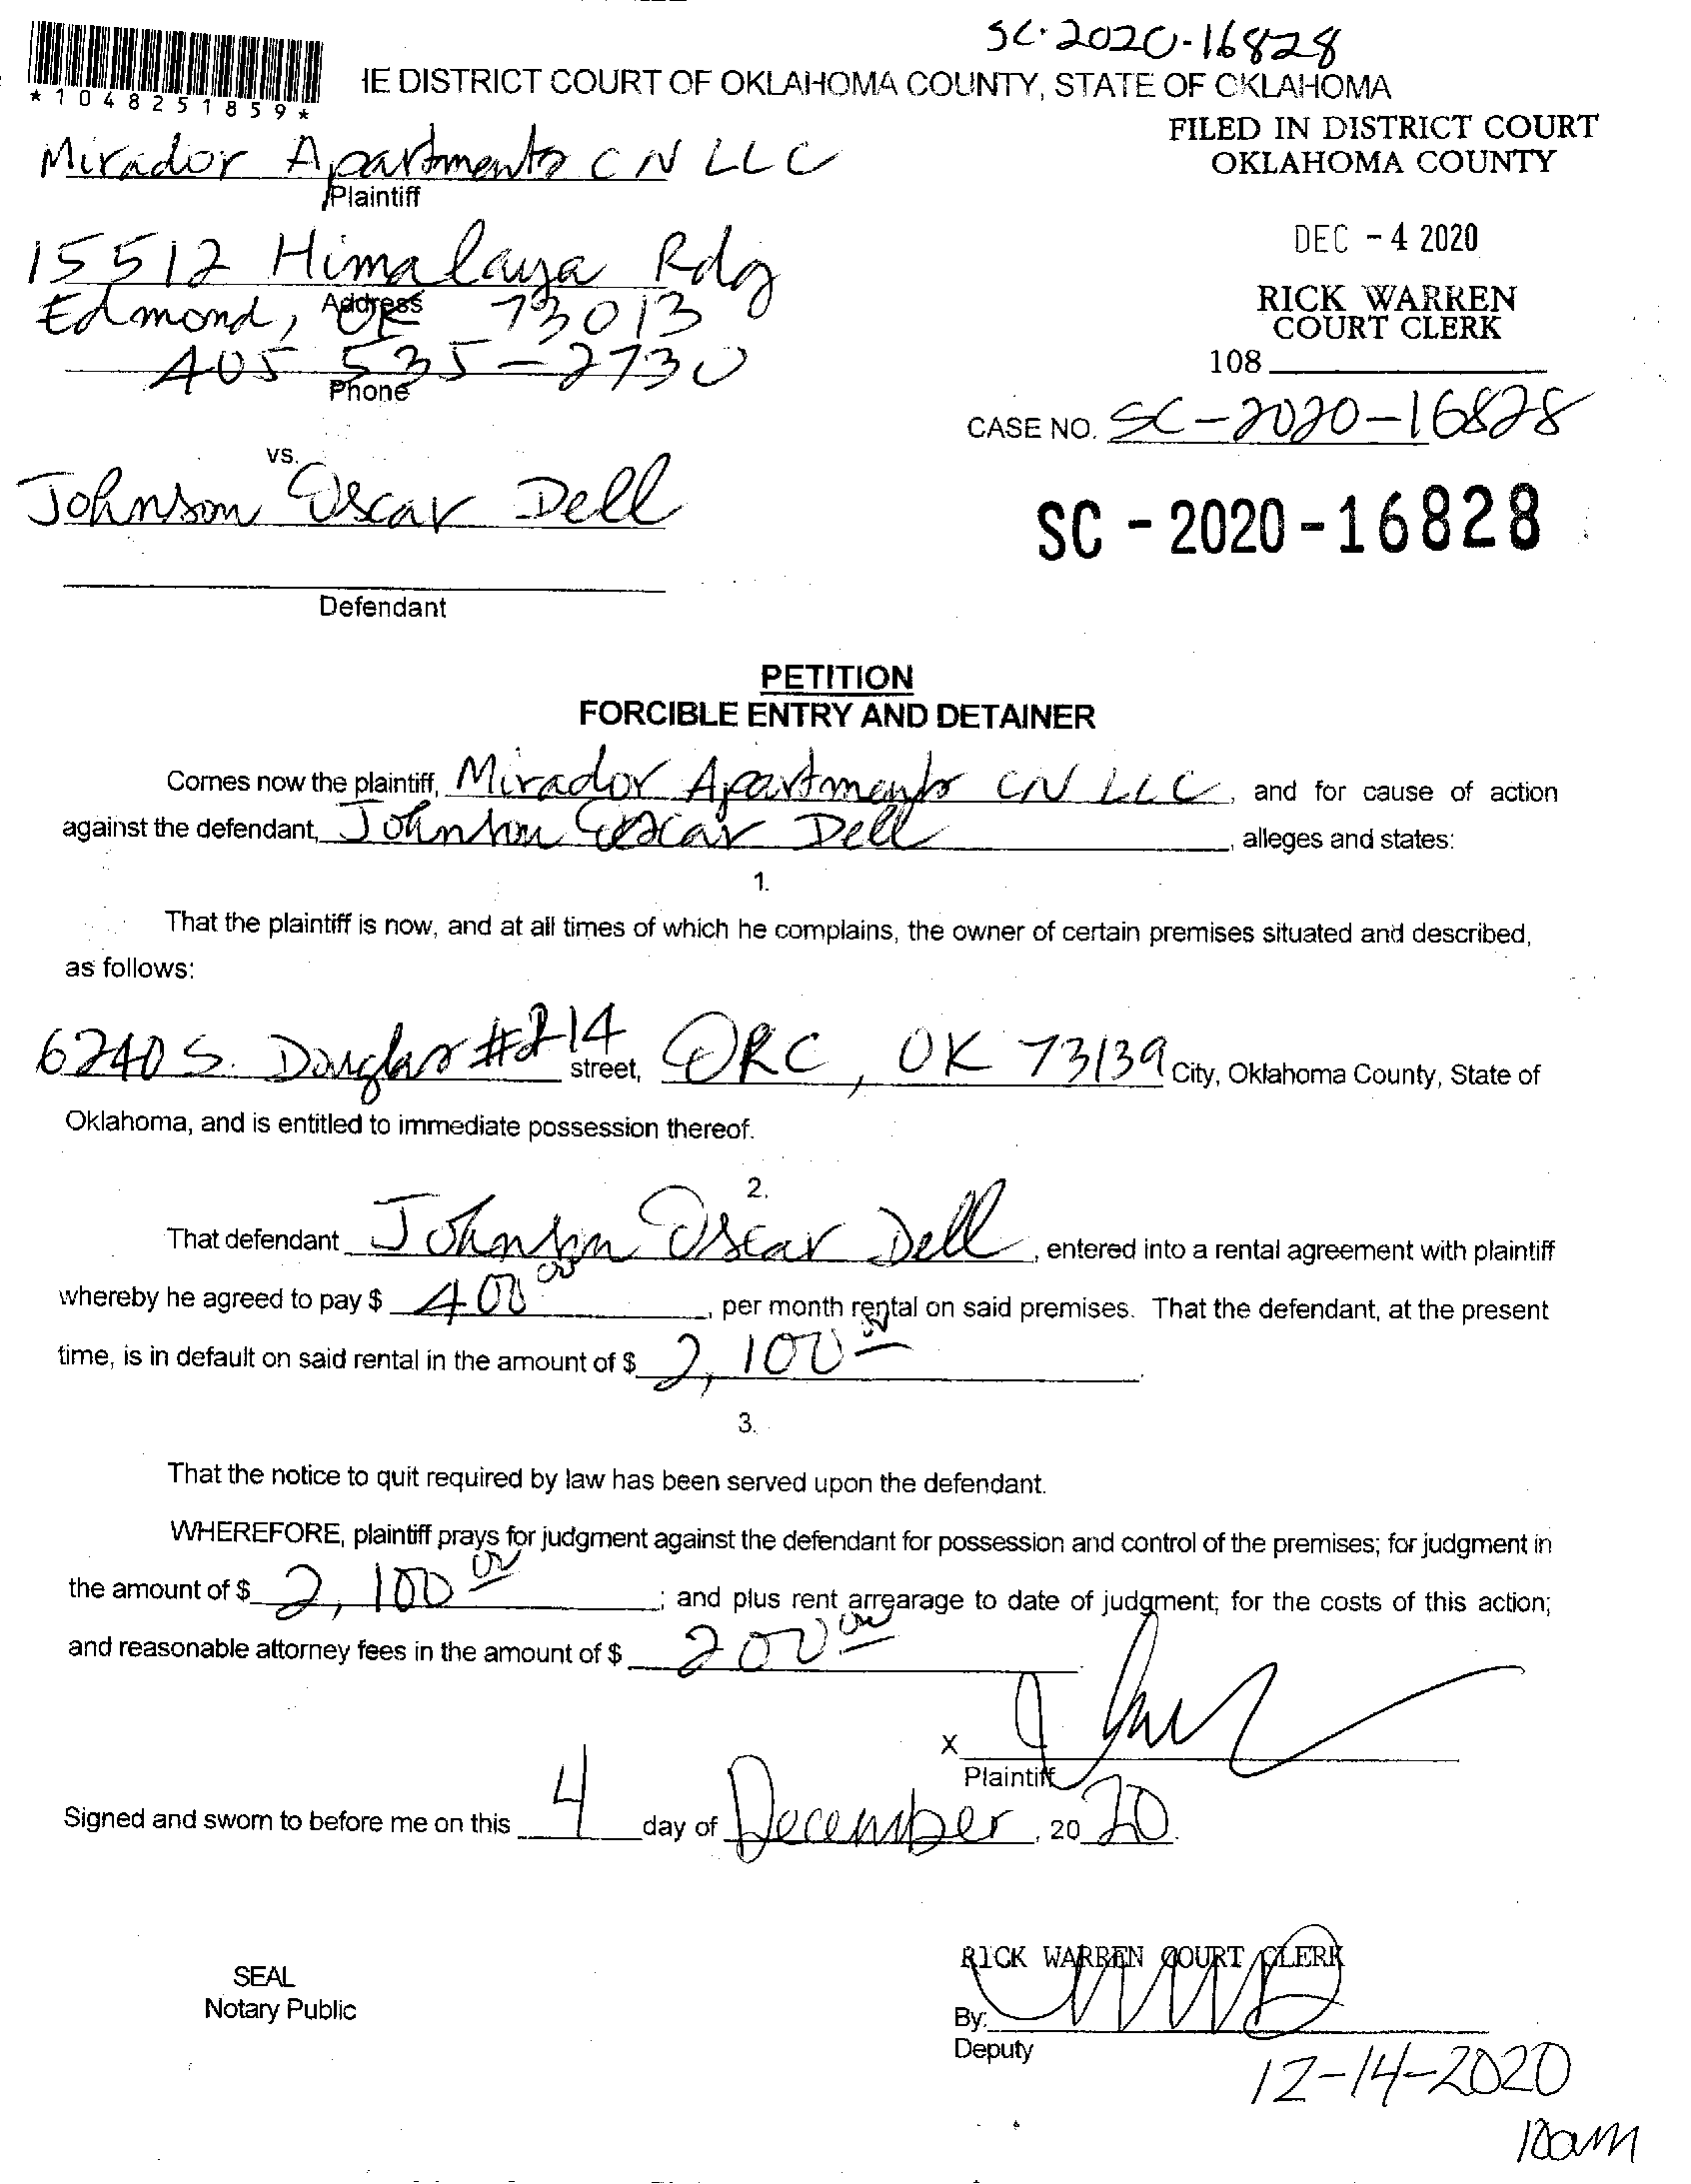 SC-2020-16828
*1048251859*
IE DISTRICT COURT OF OKLAHOMA COUNTY, STATE OF OKLAHOMA
FILED IN DISTRICT COURT
OKLAHOMA COUNTY
Mirador Apartments CN LLC
Plaintiff
DEC - 4 2020
15512 Himalaya Rdg
Edmond, OK 73013
Address
RICK WARREN
COURT CLERK
405 535-2730
Phone
108
CASE NO. SC-2020-16828
vs.
Johnson Oscar Dell
SC - 2020 - 16828
Defendant
PETITION
FORCIBLE ENTRY AND DETAINER
Comes now the plaintiff, Mirador Apartments CN LLC, and for cause of action
against the defendant, Johnson Oscar Dell, alleges and states:
1.
That the plaintiff is now, and at all times of which he complains, the owner of certain premises situated and described,
as follows:
6240 S. Douglas #214 street, OKC, OK 73139 City, Oklahoma County, State of
Oklahoma, and is entitled to immediate possession thereof.
2.
That defendant Johnson Oscar Dell, entered into a rental agreement with plaintiff
whereby he agreed to pay $ 400 00, per month rental on said premises. That the defendant, at the present
time, is in default on said rental in the amount of $ 2,100 00.
3.
That the notice to quit required by law has been served upon the defendant.
WHEREFORE, plaintiff prays for judgment against the defendant for possession and control of the premises; for judgment in
the amount of $ 2,100 00; and plus rent arrearage to date of judgment; for the costs of this action;
and reasonable attorney fees in the amount of $ 200 00
X
Plaintiff
Signed and sworn to before me on this 4 day of December, 2020.
RICK WARREN COURT CLERK
SEAL
Notary Public
By:
Deputy
12-14-2020
10am